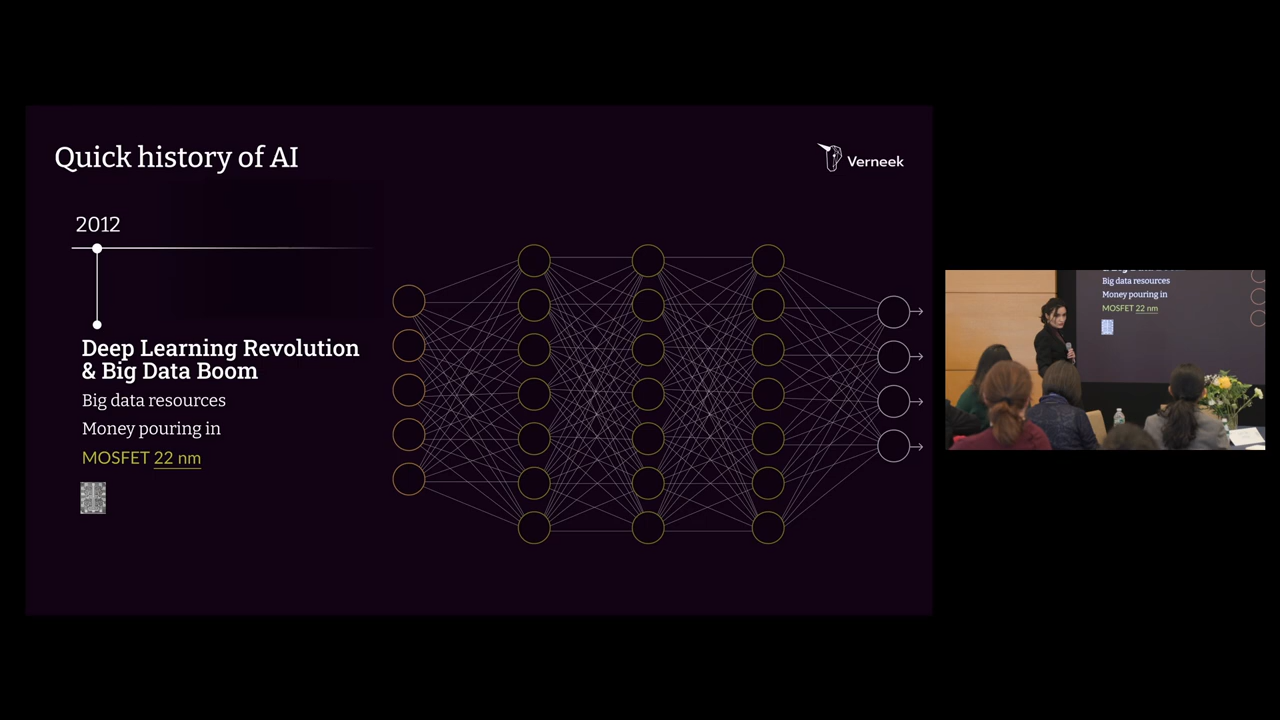 Quick history of AI
Verneek
2012
Deep Learning Revolution
& Big Data Boom
Big data resources
Money pouring in
MOSFET 22 nm
Big data resources
Money pouring in
MOSFET 22 nm